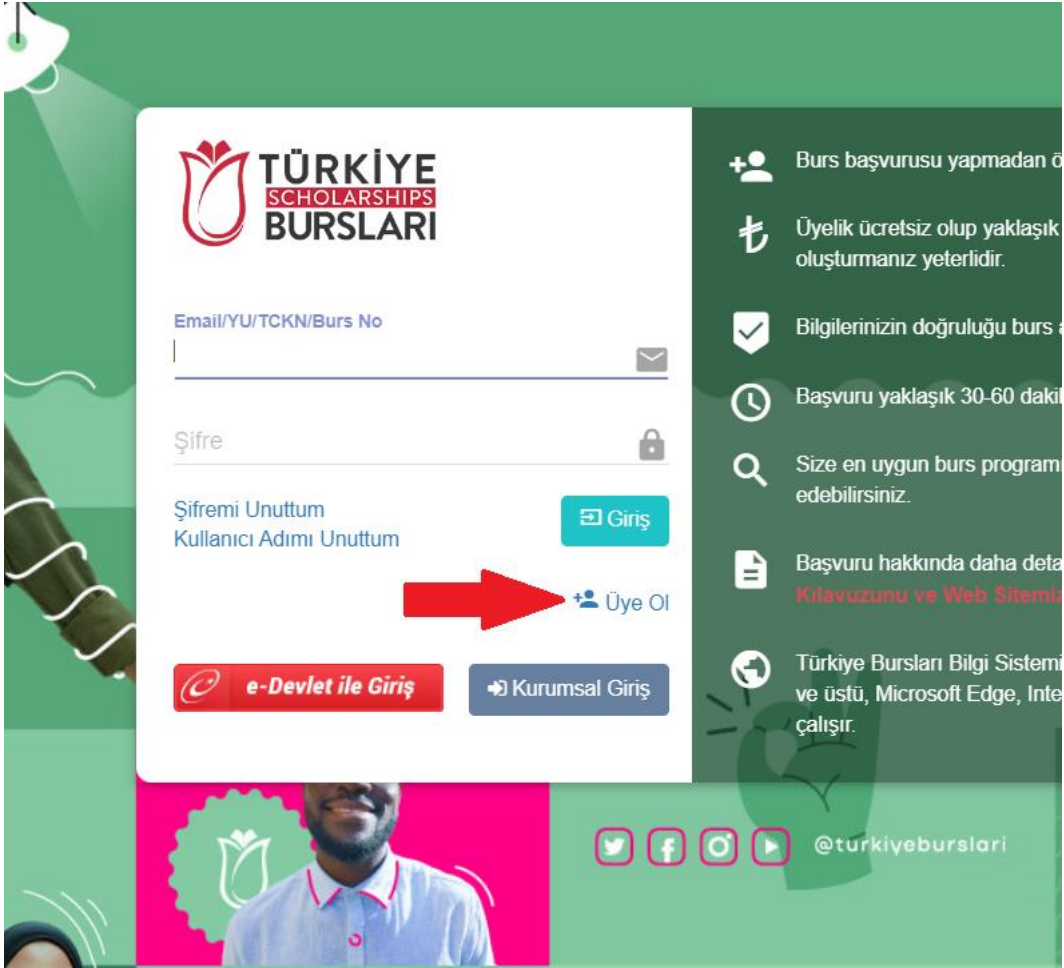 TÜRKİYE
SCHOLARSHIPS
BURSLARI
Email/YU/TCKN/Burs No
Şifre
Şifremi Unuttum
Kullanıcı Adımı Unuttum
Giriş
Üye Ol
e-Devlet ile Giriş
Kurumsal Giriş
Burs başvurusu yapmadan ö
Üyelik ücretsiz olup yaklaşık
oluşturmanız yeterlidir.
Bilgilerinizin doğruluğu burs a
Başvuru yaklaşık 30-60 daki
Size en uygun burs program
edebilirsiniz.
Başvuru hakkında daha deta
Kılavuzunu ve Web Sitemiz
Türkiye Bursları Bilgi Sistemi
ve üstü, Microsoft Edge, Inte
çalışır.
@turkiyeburslari